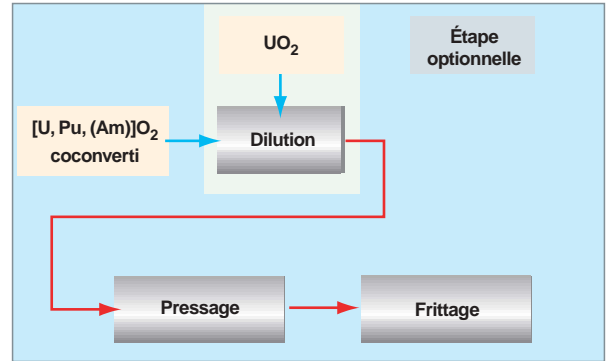 UO₂
Étape
optionnelle
[U, Pu, (Am)]O₂
coconverti
Dilution
Pressage
Frittage